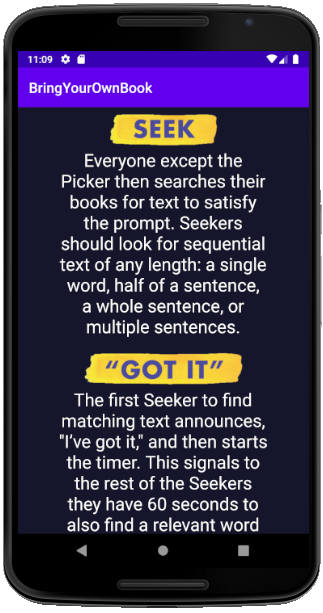 11:09
BringYourOwnBook
SEEK
Everyone except the
Picker then searches their
books for text to satisfy
the prompt. Seekers
should look for sequential
text of any length: a single
word, half of a sentence,
a whole sentence, or
multiple sentences.
“GOT IT”
The first Seeker to find
matching text announces,
"I’ve got it," and then starts
the timer. This signals to
the rest of the Seekers
they have 60 seconds to
also find a relevant word